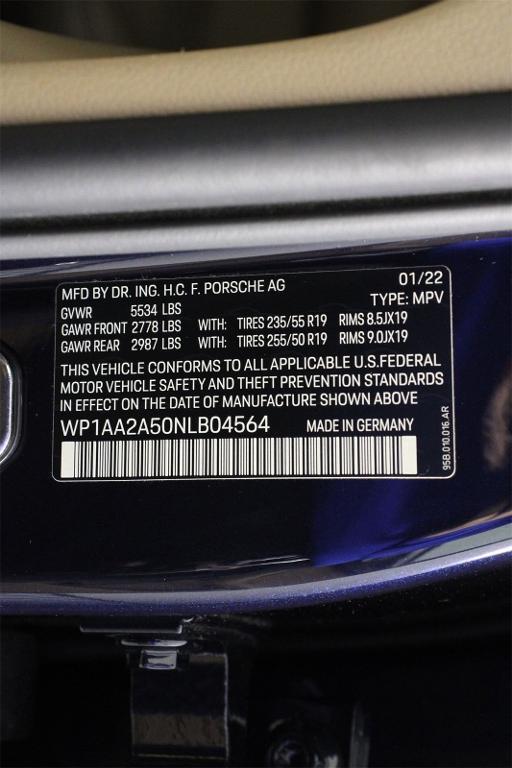 MFD BY DR. ING. H.C. F. PORSCHE AG 01/22
GVWR 5534 LBS TYPE: MPV
GAWR FRONT 2778 LBS WITH: TIRES 235/55 R19 RIMS 8.5JX19
GAWR REAR 2987 LBS WITH: TIRES 255/50 R19 RIMS 9.0JX19
THIS VEHICLE CONFORMS TO ALL APPLICABLE U.S.FEDERAL
MOTOR VEHICLE SAFETY AND THEFT PREVENTION STANDARDS
IN EFFECT ON THE DATE OF MANUFACTURE SHOWN ABOVE
WP1AA2A50NLB04564 MADE IN GERMANY
95B.010.016.AR